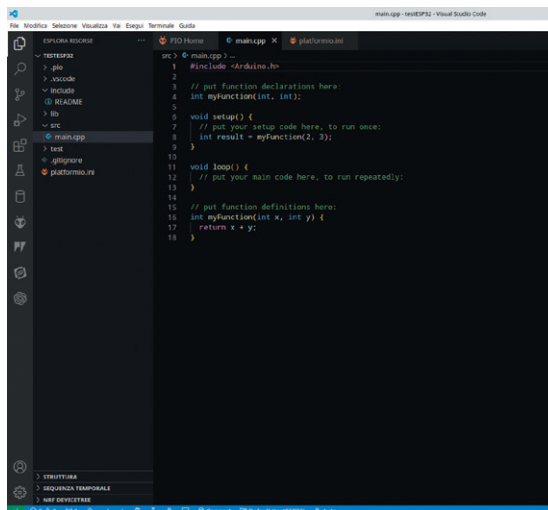 main.cpp - testESP32 - Visual Studio Code
File Modifica Selezione Visualizza Vai Esegui Terminale Guida
ESPLORA RISORSE
PIO Home
main.cpp
platformio.ini
TESTESP32
src > main.cpp > ...
.pio
.vscode
include
README
lib
src
main.cpp
test
.gitignore
platformio.ini
1 #include <Arduino.h>
2
3 // put function declarations here:
4 int myFunction(int, int);
5
6 void setup() {
7 // put your setup code here, to run once:
8 int result = myFunction(2, 3);
9 }
10
11 void loop() {
12 // put your main code here, to run repeatedly:
13 }
14
15 // put function definitions here:
16 int myFunction(int x, int y) {
17 return x + y;
18 }
STRUTTURA
SEQUENZA TEMPORALE
NRF DEVICETREE